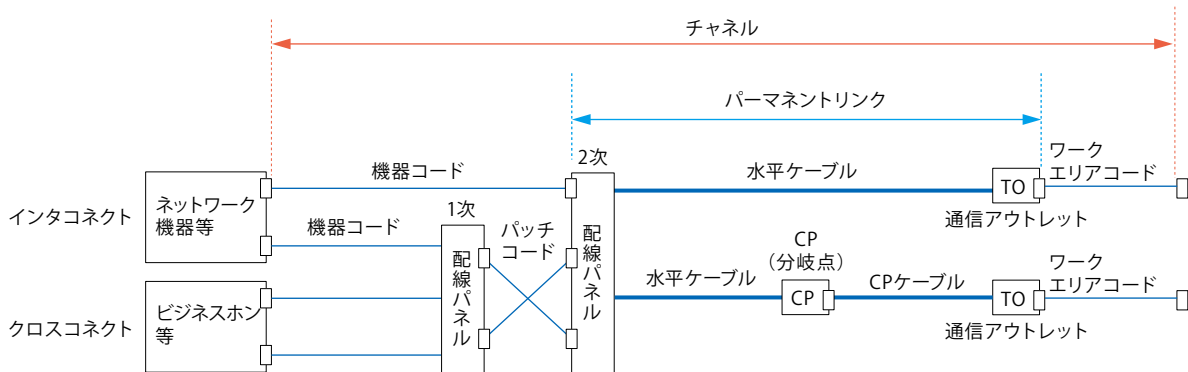 チャネル
パーマネントリンク
インタコネクト
ネットワーク
機器等
機器コード
機器コード
1次
配線パネル
パッチ
コード
2次
配線パネル
水平ケーブル
TO
通信アウトレット
ワーク
エリアコード
クロスコネクト
ビジネスホン
等
水平ケーブル
CP
（分岐点）
CP
CPケーブル
TO
通信アウトレット
ワーク
エリアコード